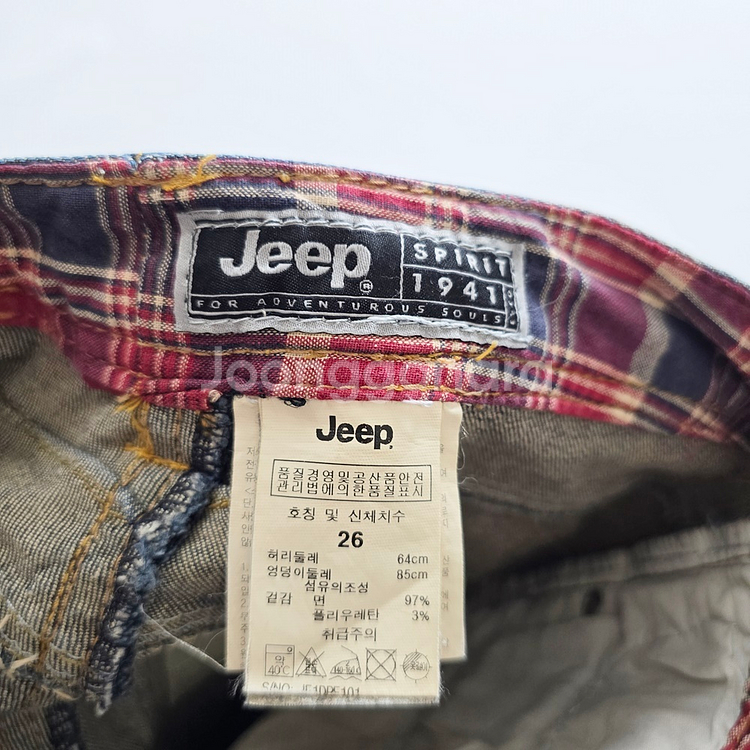 Jeep®
SPIRIT
1941
FOR ADVENTUROUS SOULS
Joonggonara
Jeep
품질경영및공산품안전
관리법에의한품질표시
호칭 및 신체치수
26
허리둘레 64cm
엉덩이둘레 85cm
섬유의조성
겉감 면 97%
폴리우레탄 3%
취급주의
약
40℃